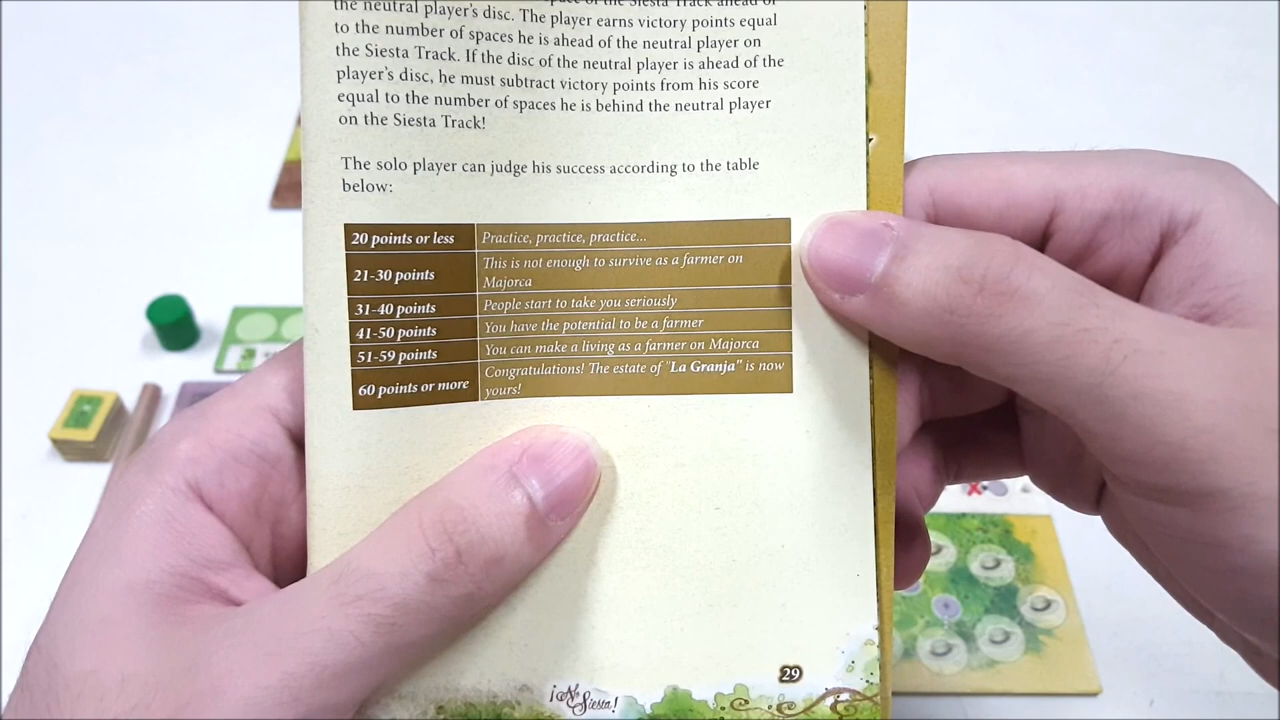 the neutral player's disc. The player earns victory points equal
to the number of spaces he is ahead of the neutral player on
the Siesta Track. If the disc of the neutral player is ahead of the
player's disc, he must subtract victory points from his score
equal to the number of spaces he is behind the neutral player
on the Siesta Track!
The solo player can judge his success according to the table
below:
20 points or less Practice, practice, practice...
21-30 points This is not enough to survive as a farmer on
Majorca
31-40 points People start to take you seriously
41-50 points You have the potential to be a farmer
51-59 points You can make a living as a farmer on Majorca
60 points or more Congratulations! The estate of "La Granja" is now
yours!
29
Siesta!